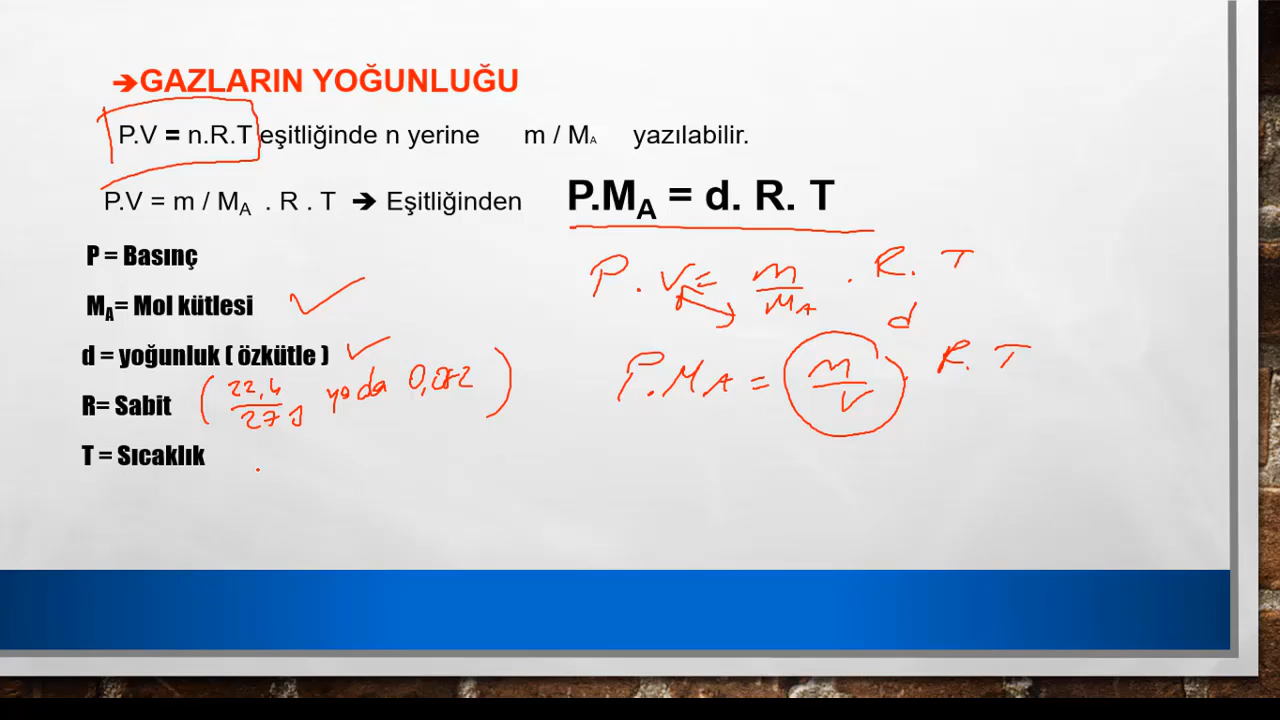 ➔GAZLARIN YOĞUNLUĞU
P.V = n.R.T eşitliğinde n yerine m / MA yazılabilir.
P.V = m / MA . R . T ➔ Eşitliğinden P.MA = d. R. T
P = Basınç
P . V = m / MA . R. T
MA= Mol kütlesi
d
d = yoğunluk ( özkütle )
P.MA = m / V . R. T
R= Sabit ( 22,4 / 273 ya da 0,082 )
T = Sıcaklık